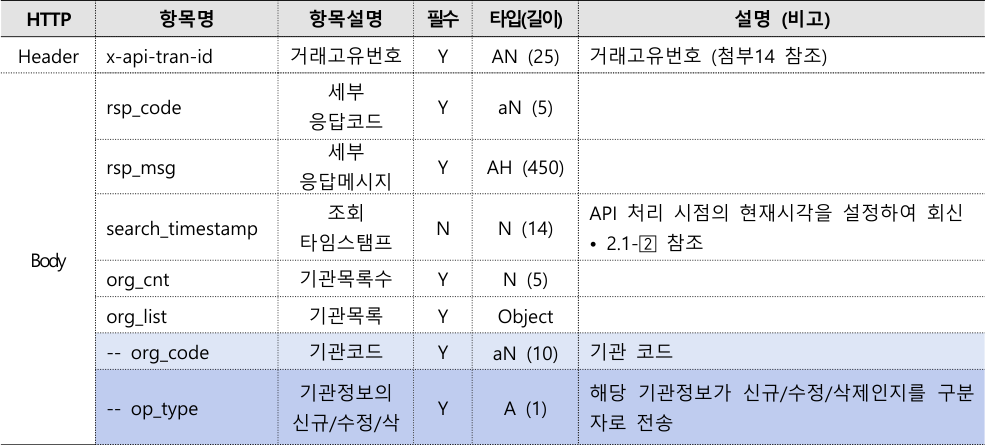 HTTP 항목명 항목설명 필수 타입(길이) 설명 (비고)
Header x-api-tran-id 거래고유번호 Y AN (25) 거래고유번호 (첨부14 참조)
Body
rsp_code 세부 응답코드 Y aN (5)
rsp_msg 세부 응답메시지 Y AH (450)
search_timestamp 조회 타임스탬프 N N (14) API 처리 시점의 현재시각을 설정하여 회신
• 2.1-2 참조
org_cnt 기관목록수 Y N (5)
org_list 기관목록 Y Object
-- org_code 기관코드 Y aN (10) 기관 코드
-- op_type 기관정보의 신규/수정/삭 Y A (1) 해당 기관정보가 신규/수정/삭제인지를 구분
자로 전송